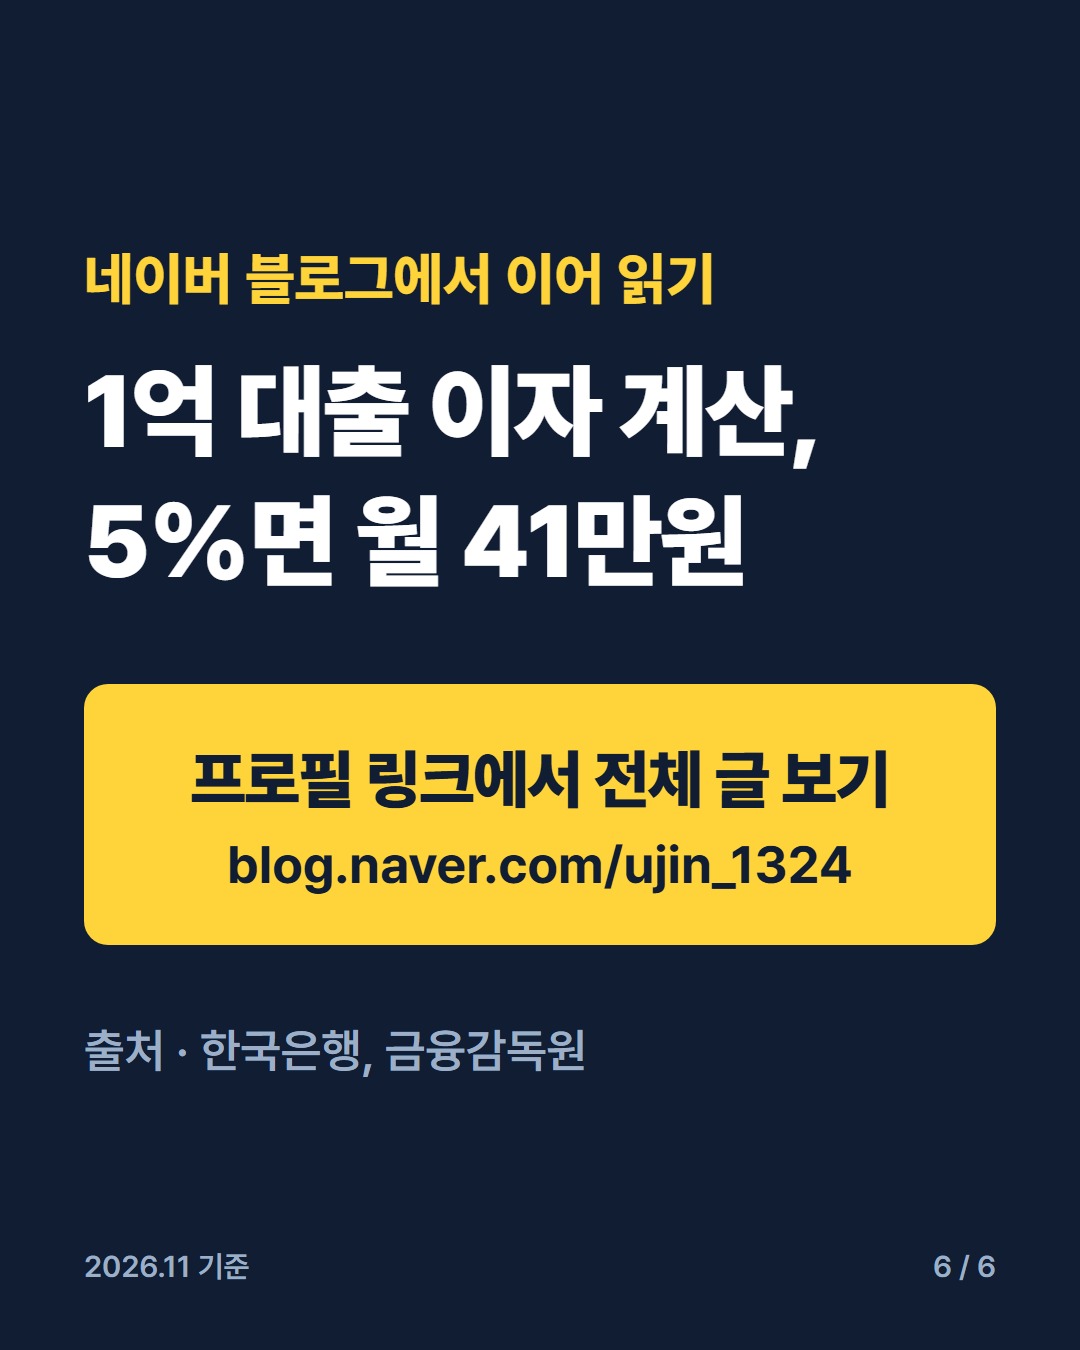 네이버 블로그에서 이어 읽기
1억 대출 이자 계산,
5%면 월 41만원
프로필 링크에서 전체 글 보기
blog.naver.com/ujin_1324
출처 · 한국은행, 금융감독원
2026.11 기준
6 / 6